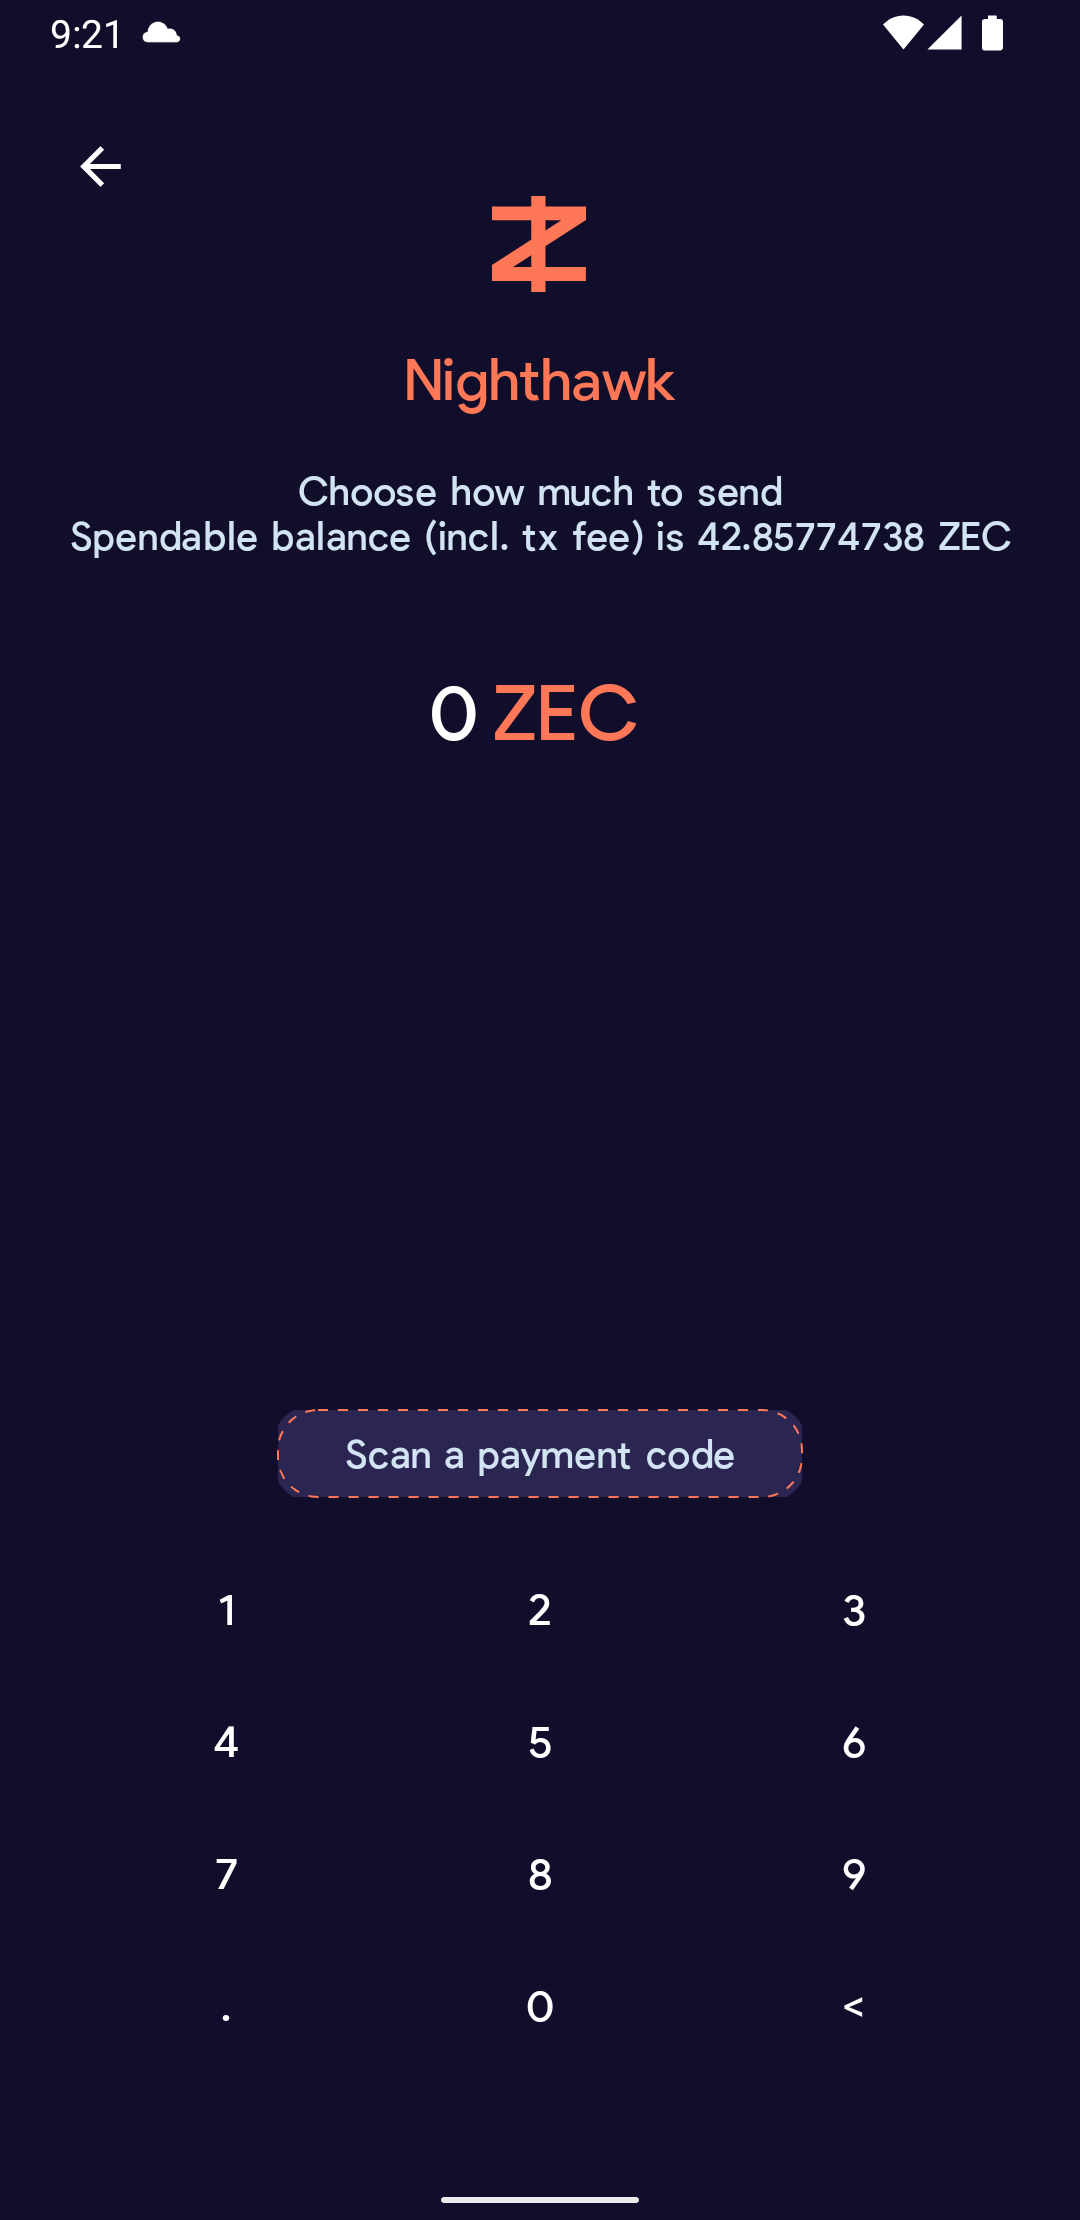 9:21
Nighthawk
Choose how much to send
Spendable balance (incl. tx fee) is 42.85774738 ZEC
0 ZEC
Scan a payment code
1 2 3
4 5 6
7 8 9
. 0 <